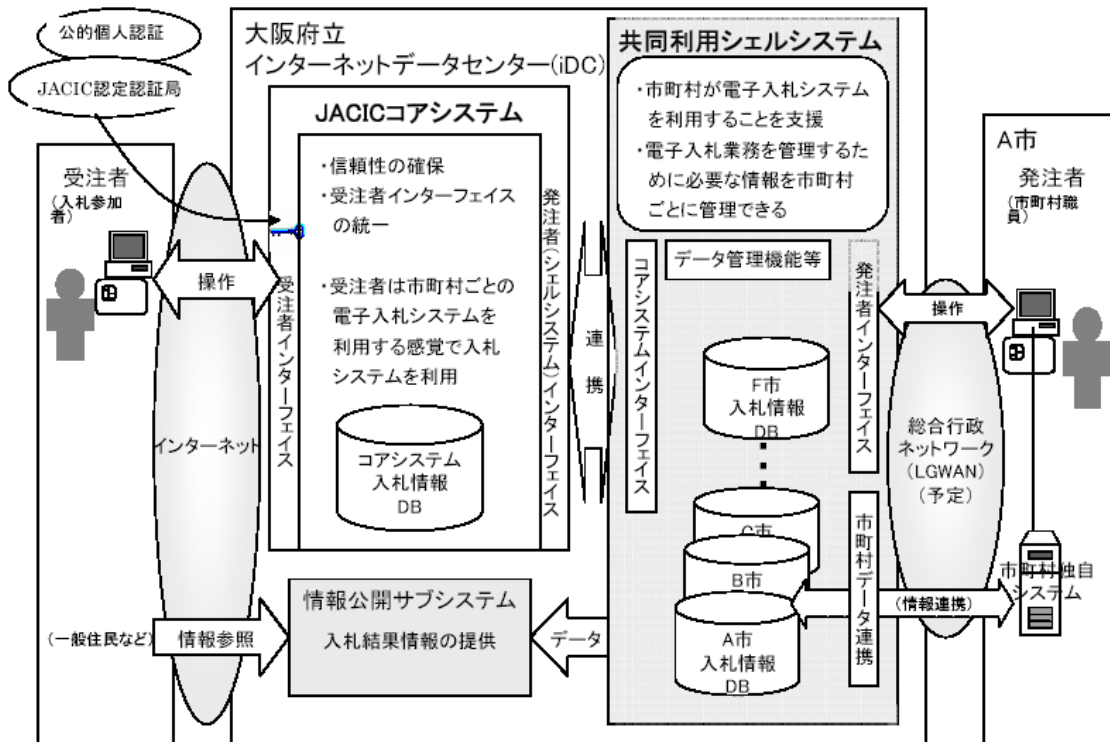 公的個人認証
JACIC認定認証局
受注者
(入札参加
者)
操作
インターネット
(一般住民など)
情報参照
大阪府立
インターネットデータセンター(iDC)
JACICコアシステム
・信頼性の確保
・受注者インターフェイス
の統一
・受注者は市町村ごとの
電子入札システムを
利用する感覚で入札
システムを利用
受注者インターフェイス
発注者(シェルシステム)インターフェイス
コアシステム
入札情報
DB
情報公開サブシステム
入札結果情報の提供
データ
連携
共同利用シェルシステム
・市町村が電子入札システム
を利用することを支援
・電子入札業務を管理するた
めに必要な情報を市町村
ごとに管理できる
コアシステムインターフェイス
データ管理機能等
発注者インターフェイス
F市
入札情報
DB
C市
B市
A市
入札情報
DB
市町村データ連携
操作
総合行政
ネットワーク
(LGWAN)
(予定)
(情報連携)
A市
発注者
(市町村職
員)
市町村独自
システム